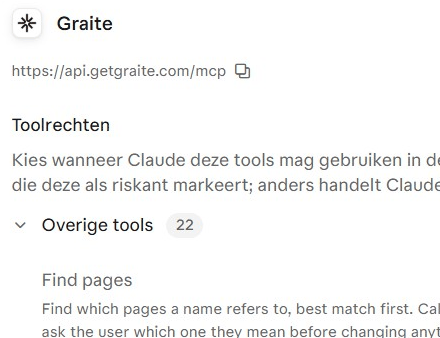 Graite
https://api.getgraite.com/mcp
Toolrechten
Kies wanneer Claude deze tools mag gebruiken in de
die deze als riskant markeert; anders handelt Claude
Overige tools 22
Find pages
Find which pages a name refers to, best match first. Cal
ask the user which one they mean before changing anyt